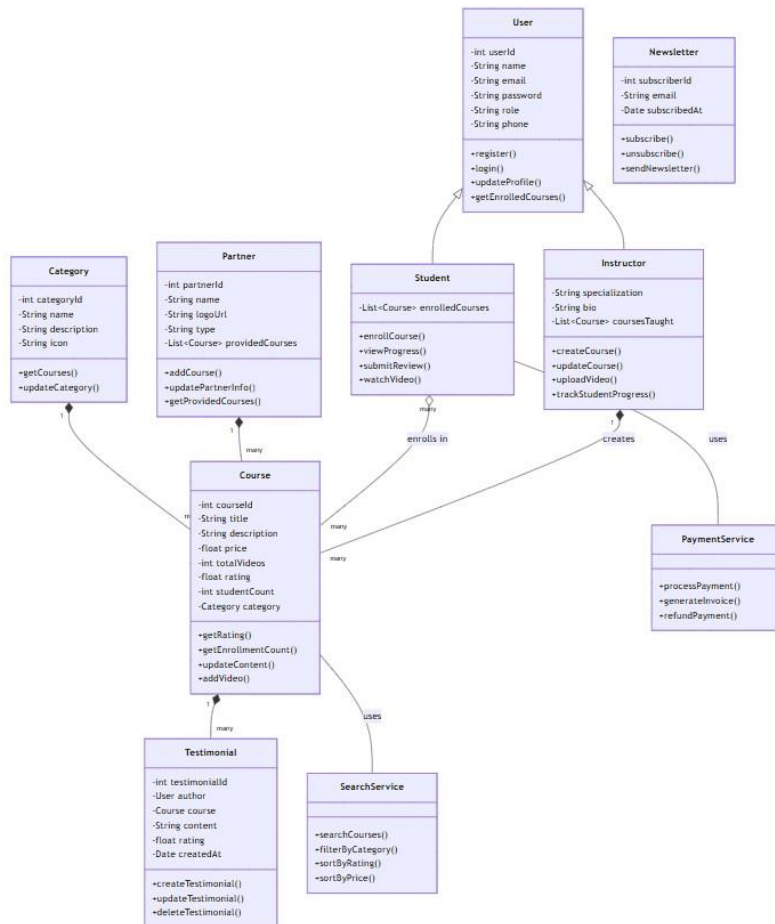 User
-int userId
-String name
-String email
-String password
-String role
-String phone
+register()
+login()
+updateProfile()
+getEnrolledCourses()
Newsletter
-int subscriberId
-String email
-Date subscribedAt
+subscribe()
+unsubscribe()
+sendNewsletter()
Category
-int categoryId
-String name
-String description
-String icon
+getCourses()
+updateCategory()
Partner
-int partnerId
-String name
-String logoUrl
-String type
-List<Course> providedCourses
+addCourse()
+updatePartnerInfo()
+getProvidedCourses()
Student
-List<Course> enrolledCourses
+enrollCourse()
+viewProgress()
+submitReview()
+watchVideo()
Instructor
-String specialization
-String bio
-List<Course> coursesTaught
+createCourse()
+updateCourse()
+uploadVideo()
+trackStudentProgress()
1
1
many
1
enrolls in
creates
uses
many
many
many
Course
-int courseId
-String title
-String description
-float price
-int totalVideos
-float rating
-int studentCount
-Category category
+getRating()
+getEnrollmentCount()
+updateContent()
+addVideo()
PaymentService
+processPayment()
+generateInvoice()
+refundPayment()
1
many
uses
Testimonial
-int testimonialId
-User author
-Course course
-String content
-float rating
-Date createdAt
+createTestimonial()
+updateTestimonial()
+deleteTestimonial()
SearchService
+searchCourses()
+filterByCategory()
+sortByRating()
+sortByPrice()